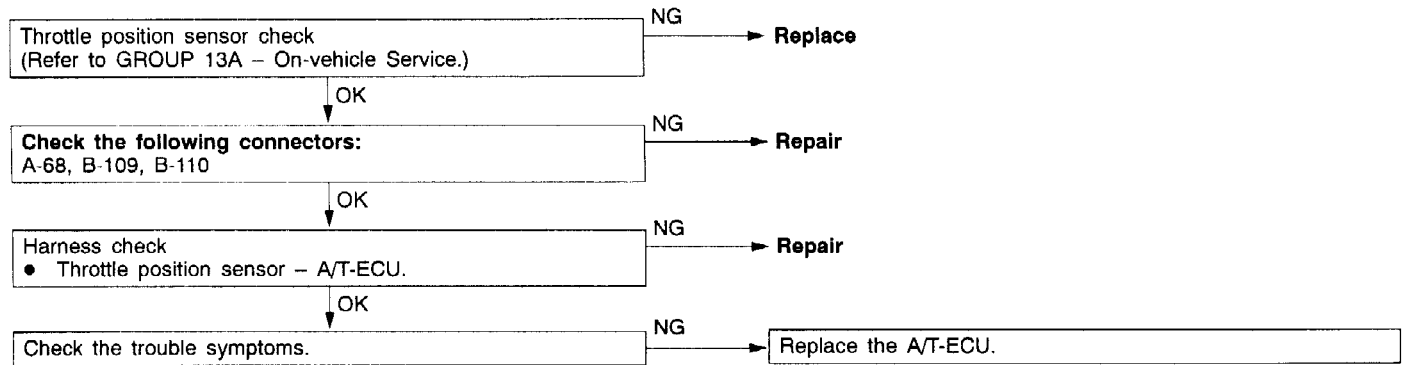 Throttle position sensor check
(Refer to GROUP 13A – On-vehicle Service.)
NG
Replace
OK
Check the following connectors:
A-68, B-109, B-110
NG
Repair
OK
Harness check
● Throttle position sensor – A/T-ECU.
NG
Repair
OK
Check the trouble symptoms.
NG
Replace the A/T-ECU.